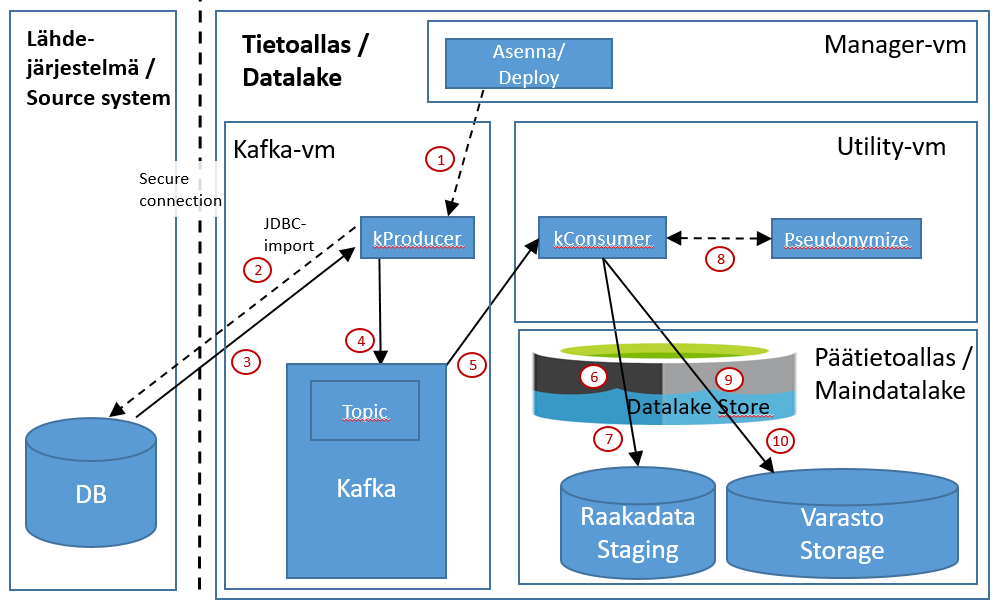 Lähde-
järjestelmä /
Source system
Tietoallas /
Datalake
Asenna/
Deploy
Manager-vm
Kafka-vm
Utility-vm
1
Secure
connection
JDBC-
import
kProducer
kConsumer
Pseudonymize
2
8
3
4
5
6
9
Päätietoallas /
Maindatalake
Datalake Store
Topic
7
10
Kafka
DB
Raakadata
Staging
Varasto
Storage